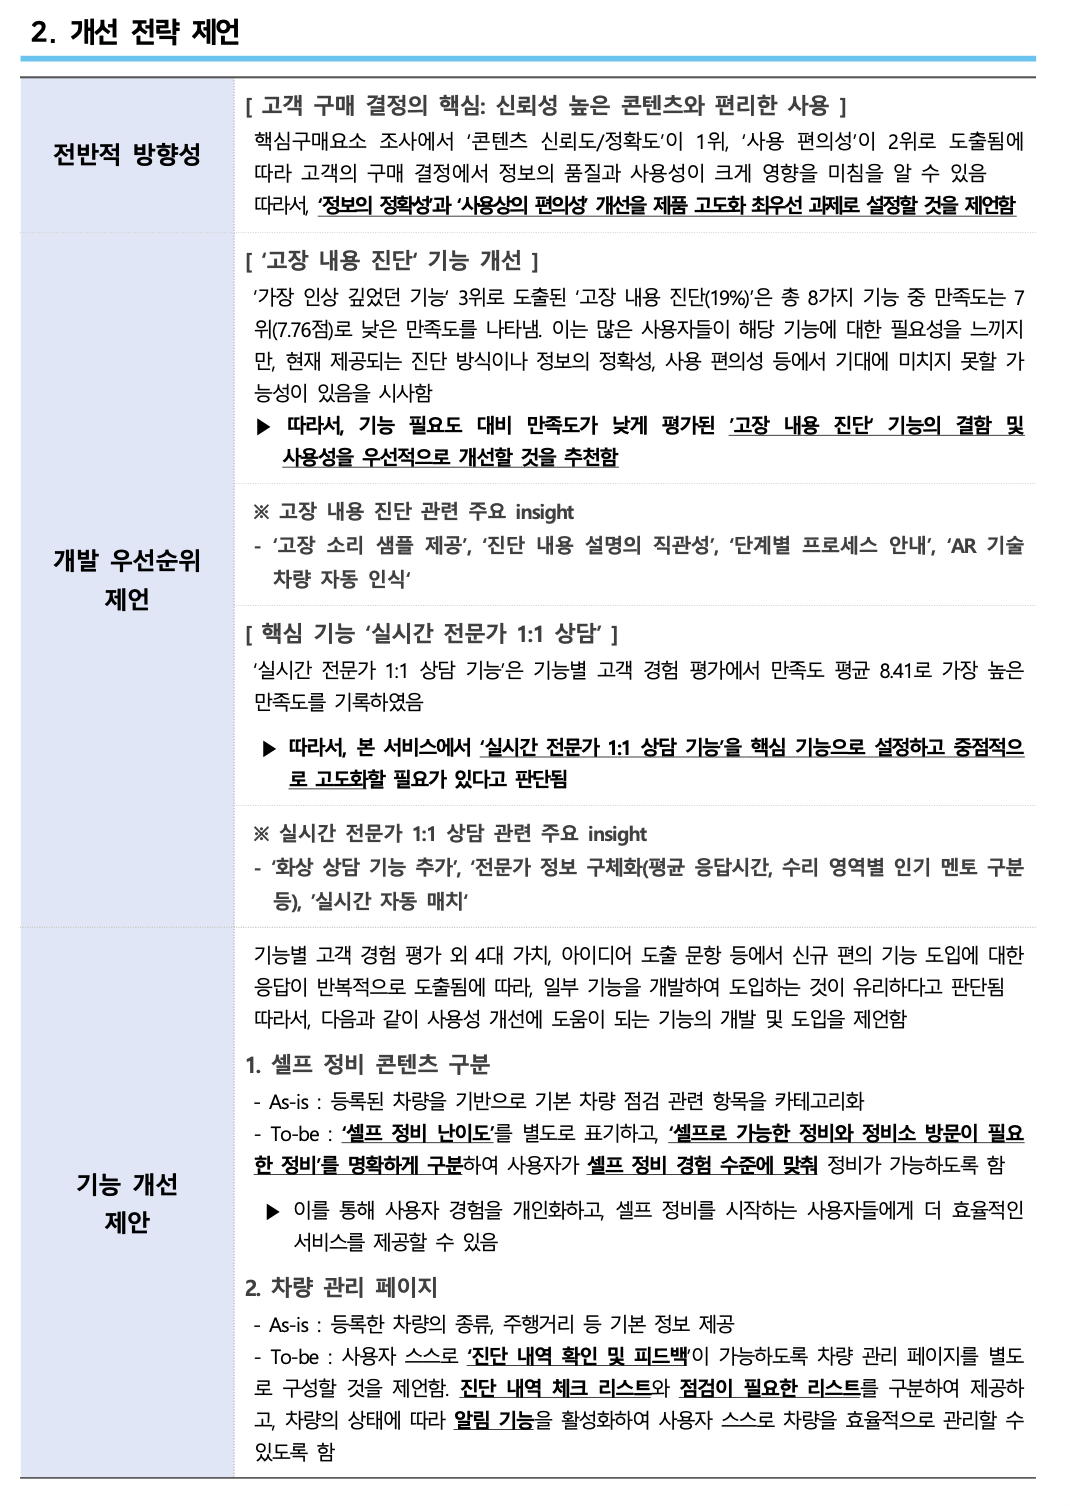 2. 개선 전략 제언
전반적 방향성
[ 고객 구매 결정의 핵심: 신뢰성 높은 콘텐츠와 편리한 사용 ]
핵심구매요소 조사에서 ‘콘텐츠 신뢰도/정확도’이 1위, ‘사용 편의성’이 2위로 도출됨에
따라 고객의 구매 결정에서 정보의 품질과 사용성이 크게 영향을 미침을 알 수 있음
따라서, ‘정보의 정확성’과 ‘사용상의 편의성’ 개선을 제품 고도화 최우선 과제로 설정할 것을 제언함
개발 우선순위
제언
[ ‘고장 내용 진단‘ 기능 개선 ]
‘가장 인상 깊었던 기능‘ 3위로 도출된 ‘고장 내용 진단(19%)’은 총 8가지 기능 중 만족도는 7
위(7.76점)로 낮은 만족도를 나타냄. 이는 많은 사용자들이 해당 기능에 대한 필요성을 느끼지
만, 현재 제공되는 진단 방식이나 정보의 정확성, 사용 편의성 등에서 기대에 미치지 못할 가
능성이 있음을 시사함
▶ 따라서, 기능 필요도 대비 만족도가 낮게 평가된 ‘고장 내용 진단‘ 기능의 결함 및
사용성을 우선적으로 개선할 것을 추천함
※ 고장 내용 진단 관련 주요 insight
- ‘고장 소리 샘플 제공’, ‘진단 내용 설명의 직관성’, ‘단계별 프로세스 안내’, ‘AR 기술
차량 자동 인식‘
[ 핵심 기능 ‘실시간 전문가 1:1 상담’ ]
‘실시간 전문가 1:1 상담 기능’은 기능별 고객 경험 평가에서 만족도 평균 8.41로 가장 높은
만족도를 기록하였음
▶ 따라서, 본 서비스에서 ‘실시간 전문가 1:1 상담 기능’을 핵심 기능으로 설정하고 중점적으
로 고도화할 필요가 있다고 판단됨
※ 실시간 전문가 1:1 상담 관련 주요 insight
- ‘화상 상담 기능 추가’, ‘전문가 정보 구체화(평균 응답시간, 수리 영역별 인기 멘토 구분
등), ’실시간 자동 매치‘
기능 개선
제안
기능별 고객 경험 평가 외 4대 가치, 아이디어 도출 문항 등에서 신규 편의 기능 도입에 대한
응답이 반복적으로 도출됨에 따라, 일부 기능을 개발하여 도입하는 것이 유리하다고 판단됨
따라서, 다음과 같이 사용성 개선에 도움이 되는 기능의 개발 및 도입을 제언함
1. 셀프 정비 콘텐츠 구분
- As-is : 등록된 차량을 기반으로 기본 차량 점검 관련 항목을 카테고리화
- To-be : ‘셀프 정비 난이도’를 별도로 표기하고, ‘셀프로 가능한 정비와 정비소 방문이 필요
한 정비’를 명확하게 구분하여 사용자가 셀프 정비 경험 수준에 맞춰 정비가 가능하도록 함
▶ 이를 통해 사용자 경험을 개인화하고, 셀프 정비를 시작하는 사용자들에게 더 효율적인
서비스를 제공할 수 있음
2. 차량 관리 페이지
- As-is : 등록한 차량의 종류, 주행거리 등 기본 정보 제공
- To-be : 사용자 스스로 ‘진단 내역 확인 및 피드백’이 가능하도록 차량 관리 페이지를 별도
로 구성할 것을 제언함. 진단 내역 체크 리스트와 점검이 필요한 리스트를 구분하여 제공하
고, 차량의 상태에 따라 알림 기능을 활성화하여 사용자 스스로 차량을 효율적으로 관리할 수
있도록 함